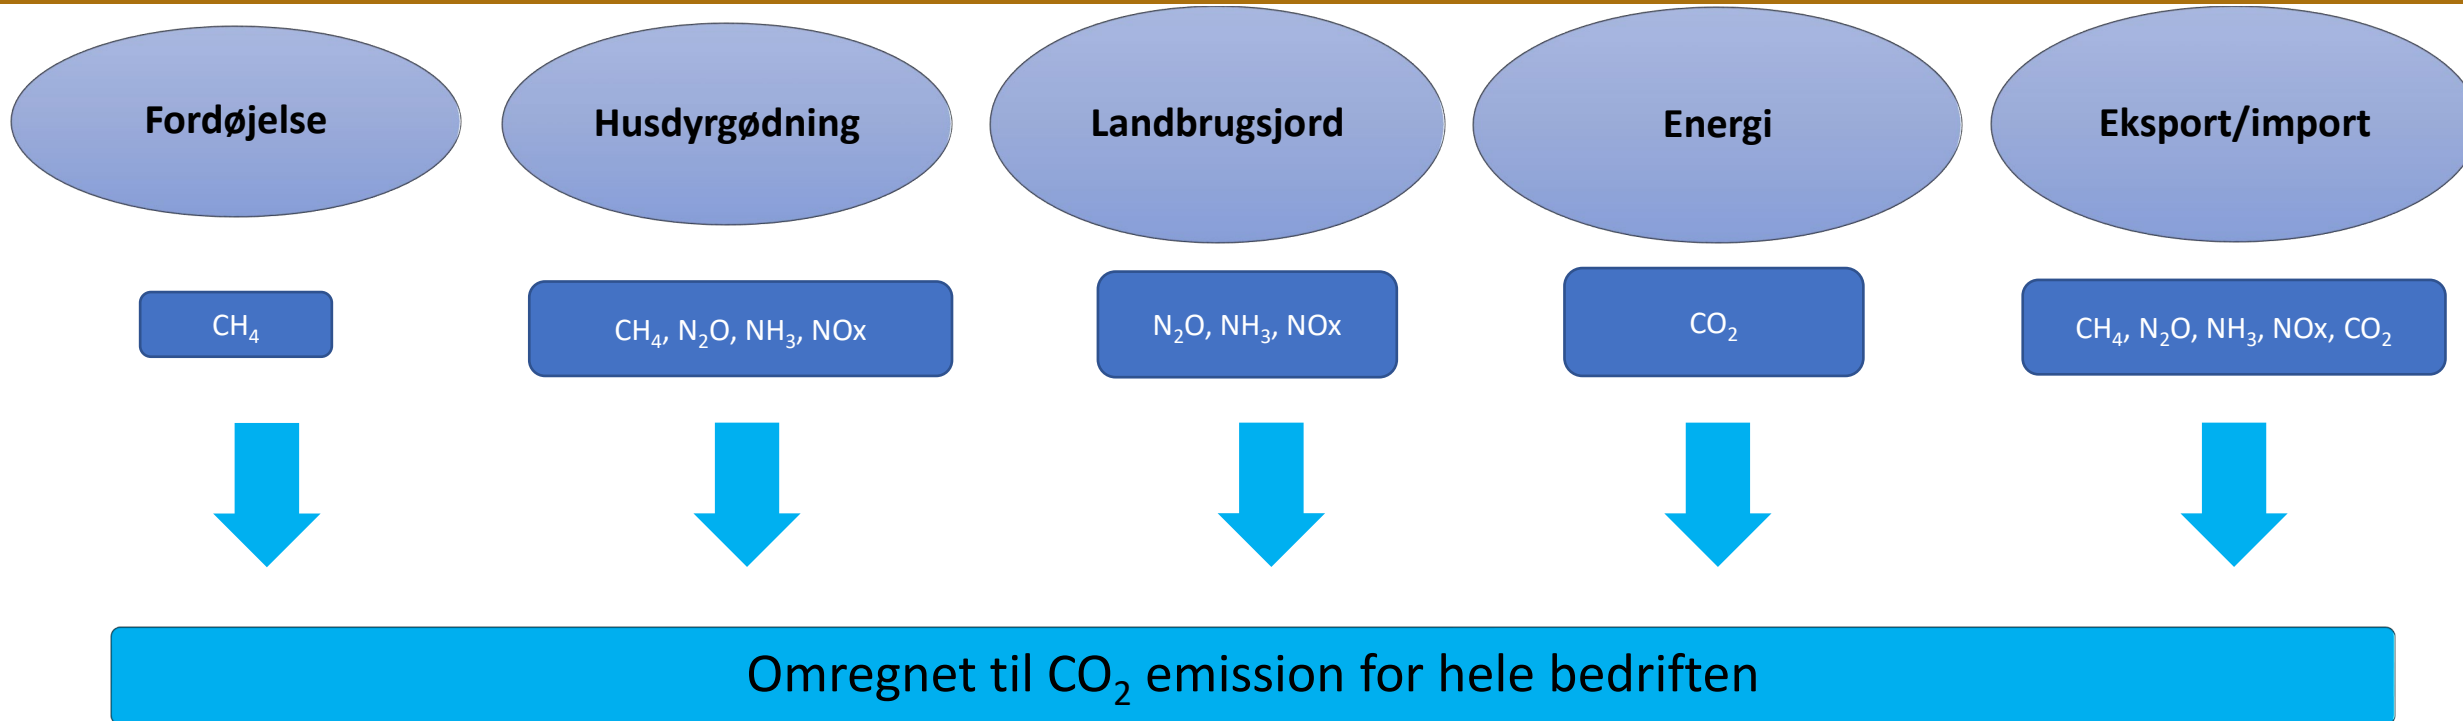 Fordøjelse
Husdyrgødning
Landbrugsjord
Energi
Eksport/import
CH₄
CH₄, N₂O, NH₃, NOx
N₂O, NH₃, NOx
CO₂
CH₄, N₂O, NH₃, NOx, CO₂
Omregnet til CO₂ emission for hele bedriften